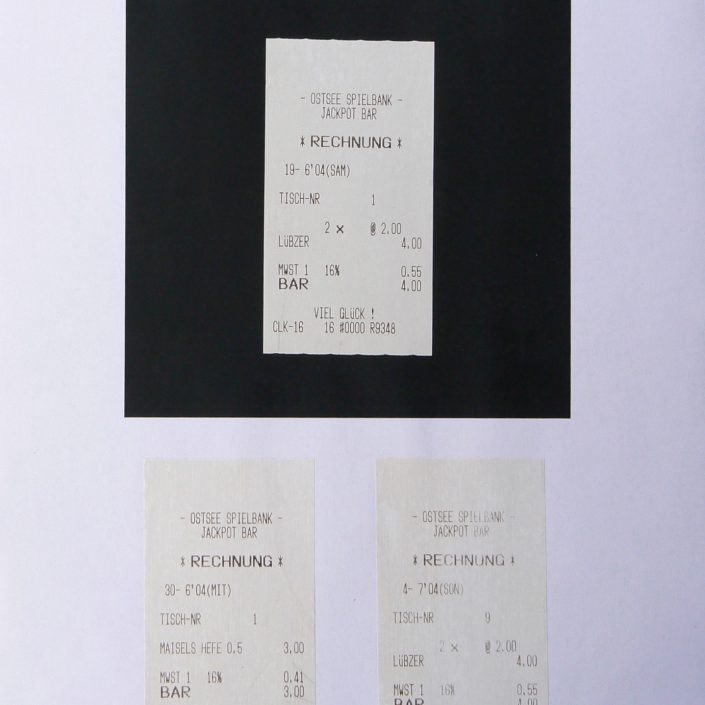 - OSTSEE SPIELBANK -
JACKPOT BAR
* RECHNUNG *
19- 6'04(SAM)
TISCH-NR 1
2 × @ 2.00
LÜBZER 4.00
MWST 1 16% 0.55
BAR 4.00
VIEL GLÜCK !
CLK-16 16 #0000 R9348
- OSTSEE SPIELBANK -
JACKPOT BAR
* RECHNUNG *
30- 6'04(MIT)
TISCH-NR 1
MAISELS HEFE 0.5 3.00
MWST 1 16% 0.41
BAR 3.00
- OSTSEE SPIELBANK -
JACKPOT BAR
* RECHNUNG *
4- 7'04(SON)
TISCH-NR 9
2 × @ 2.00
LÜBZER 4.00
MWST 1 16% 0.55
BAR 4.00